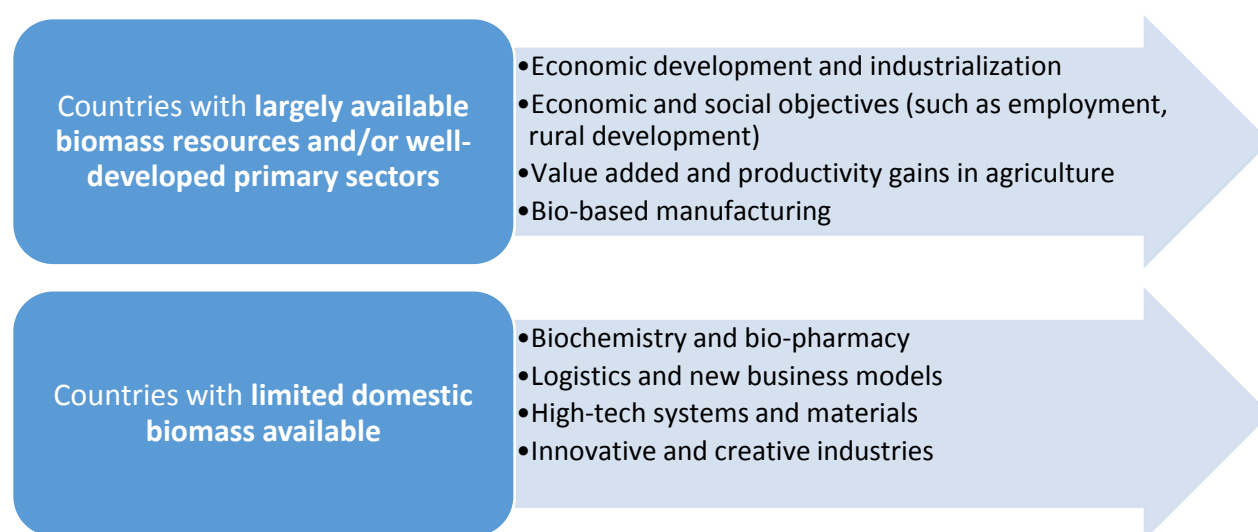 Countries with largely available
biomass resources and/or well-
developed primary sectors
•Economic development and industrialization
•Economic and social objectives (such as employment,
rural development)
•Value added and productivity gains in agriculture
•Bio-based manufacturing
Countries with limited domestic
biomass available
•Biochemistry and bio-pharmacy
•Logistics and new business models
•High-tech systems and materials
•Innovative and creative industries